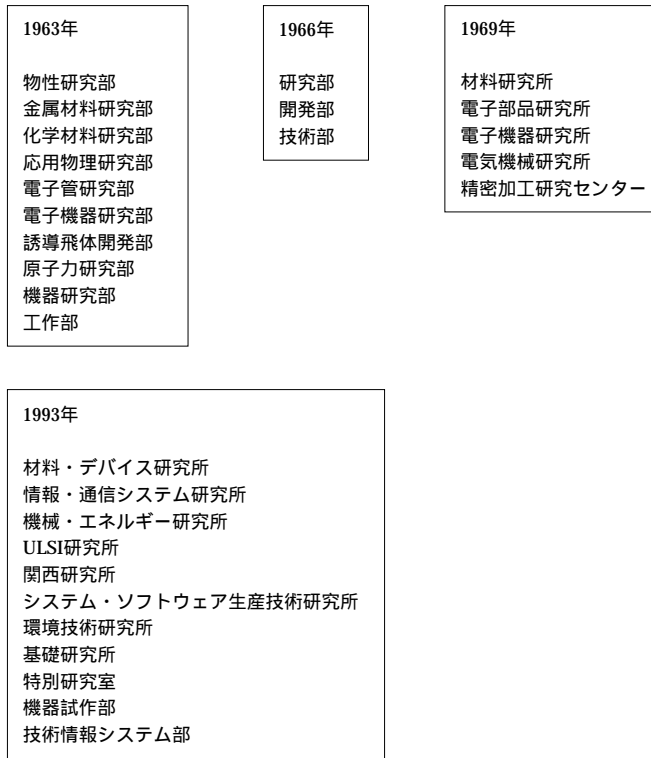 1963年
物性研究部
金属材料研究部
化学材料研究部
応用物理研究部
電子管研究部
電子機器研究部
誘導飛体開発部
原子力研究部
機器研究部
工作部
1966年
研究部
開発部
技術部
1969年
材料研究所
電子部品研究所
電子機器研究所
電気機械研究所
精密加工研究センター
1993年
材料・デバイス研究所
情報・通信システム研究所
機械・エネルギー研究所
ULSI研究所
関西研究所
システム・ソフトウェア生産技術研究所
環境技術研究所
基礎研究所
特別研究室
機器試作部
技術情報システム部